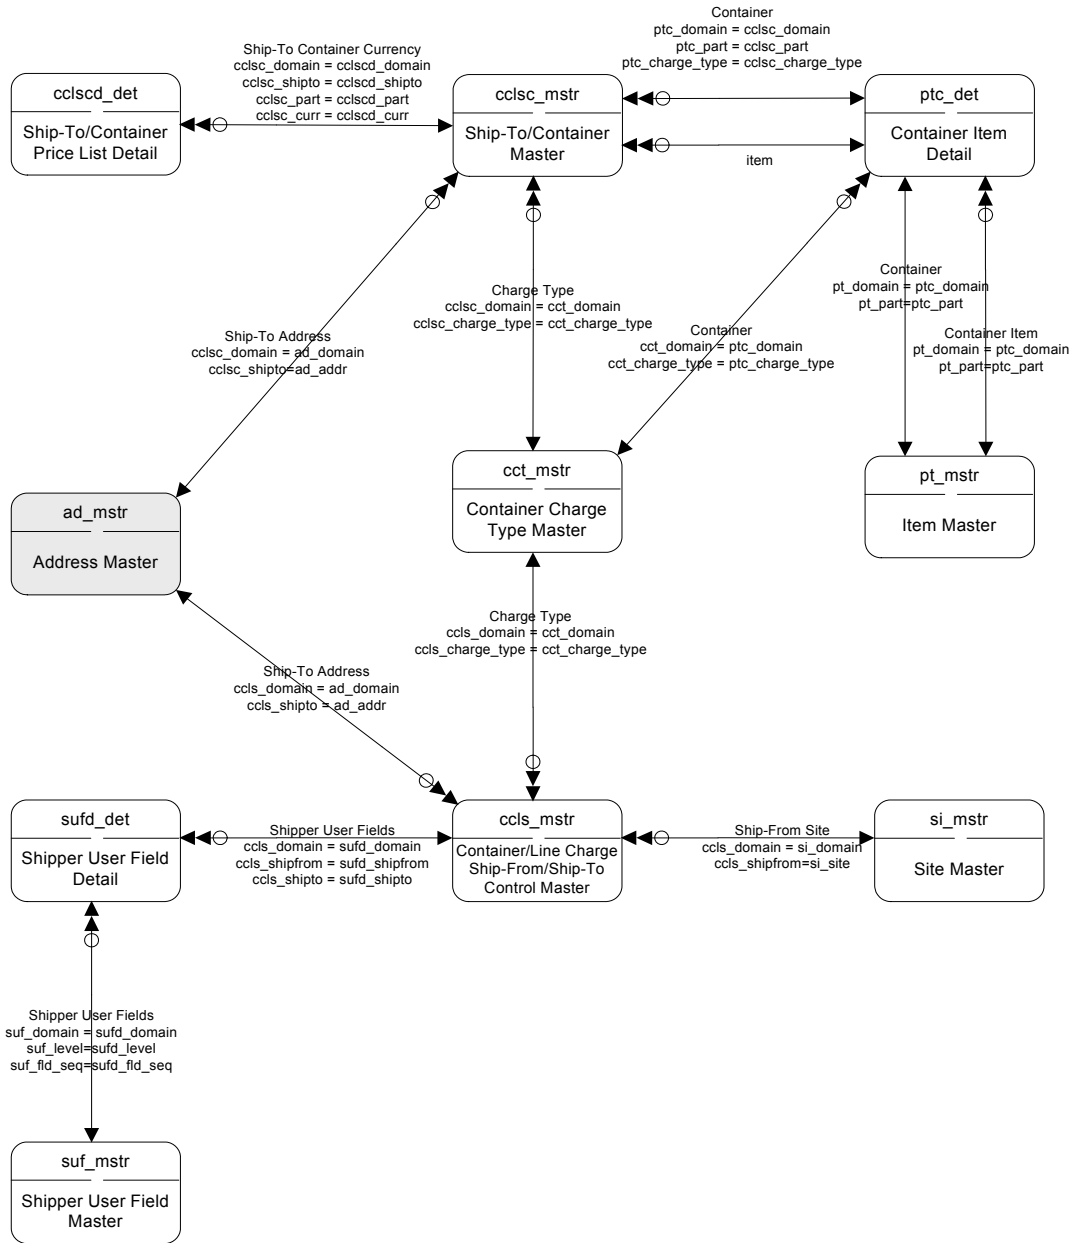 Container
ptc_domain = cclsc_domain
ptc_part = cclsc_part
ptc_charge_type = cclsc_charge_type
Ship-To Container Currency
cclsc_domain = cclscd_domain
cclsc_shipto = cclscd_shipto
cclsc_part = cclscd_part
cclsc_curr = cclscd_curr
cclscd_det
Ship-To/Container
Price List Detail
cclsc_mstr
Ship-To/Container
Master
ptc_det
Container Item
Detail
item
Container
pt_domain = ptc_domain
pt_part=ptc_part
Charge Type
cclsc_domain = cct_domain
cclsc_charge_type = cct_charge_type
Ship-To Address
cclsc_domain = ad_domain
cclsc_shipto=ad_addr
Container
cct_domain = ptc_domain
cct_charge_type = ptc_charge_type
Container Item
pt_domain = ptc_domain
pt_part=ptc_part
cct_mstr
Container Charge
Type Master
pt_mstr
Item Master
ad_mstr
Address Master
Charge Type
ccls_domain = cct_domain
ccls_charge_type = cct_charge_type
Ship-To Address
ccls_domain = ad_domain
ccls_shipto = ad_addr
sufd_det
Shipper User Field
Detail
Shipper User Fields
ccls_domain = sufd_domain
ccls_shipfrom = sufd_shipfrom
ccls_shipto = sufd_shipto
ccls_mstr
Container/Line Charge
Ship-From/Ship-To
Control Master
Ship-From Site
ccls_domain = si_domain
ccls_shipfrom=si_site
si_mstr
Site Master
Shipper User Fields
suf_domain = sufd_domain
suf_level=sufd_level
suf_fld_seq=sufd_fld_seq
suf_mstr
Shipper User Field
Master